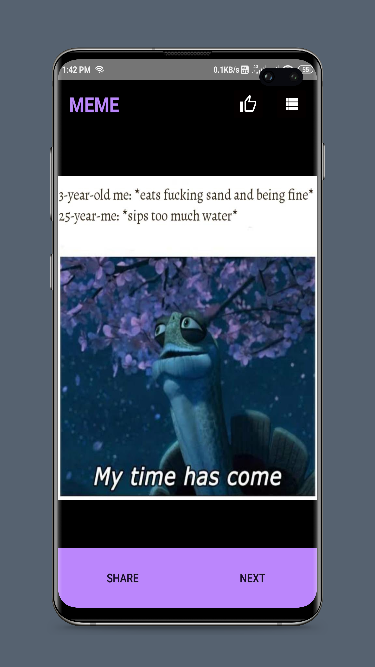 1:42 PM
0.1KB/s
MEME
3-year-old me: *eats fucking sand and being fine*
25-year-me: *sips too much water*
My time has come
SHARE NEXT